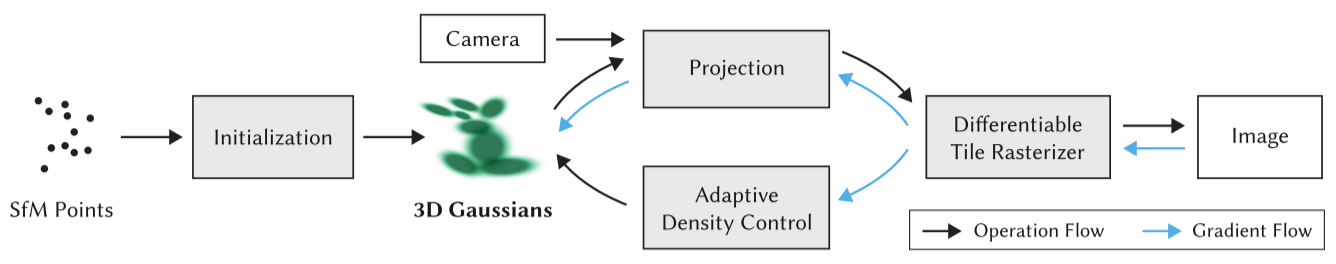 SfM Points
Initialization
Camera
3D Gaussians
Projection
Adaptive
Density Control
Differentiable
Tile Rasterizer
Image
Operation Flow
Gradient Flow